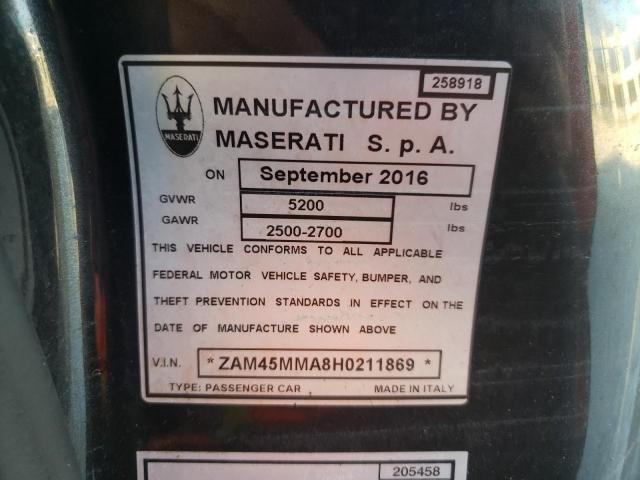 258918
MASERATI
MANUFACTURED BY
MASERATI S. p. A.
ON September 2016
GVWR 5200 lbs
GAWR 2500-2700 lbs
THIS VEHICLE CONFORMS TO ALL APPLICABLE
FEDERAL MOTOR VEHICLE SAFETY, BUMPER, AND
THEFT PREVENTION STANDARDS IN EFFECT ON THE
DATE OF MANUFACTURE SHOWN ABOVE
V.I.N. * ZAM45MMA8H0211869 *
TYPE: PASSENGER CAR MADE IN ITALY
205458